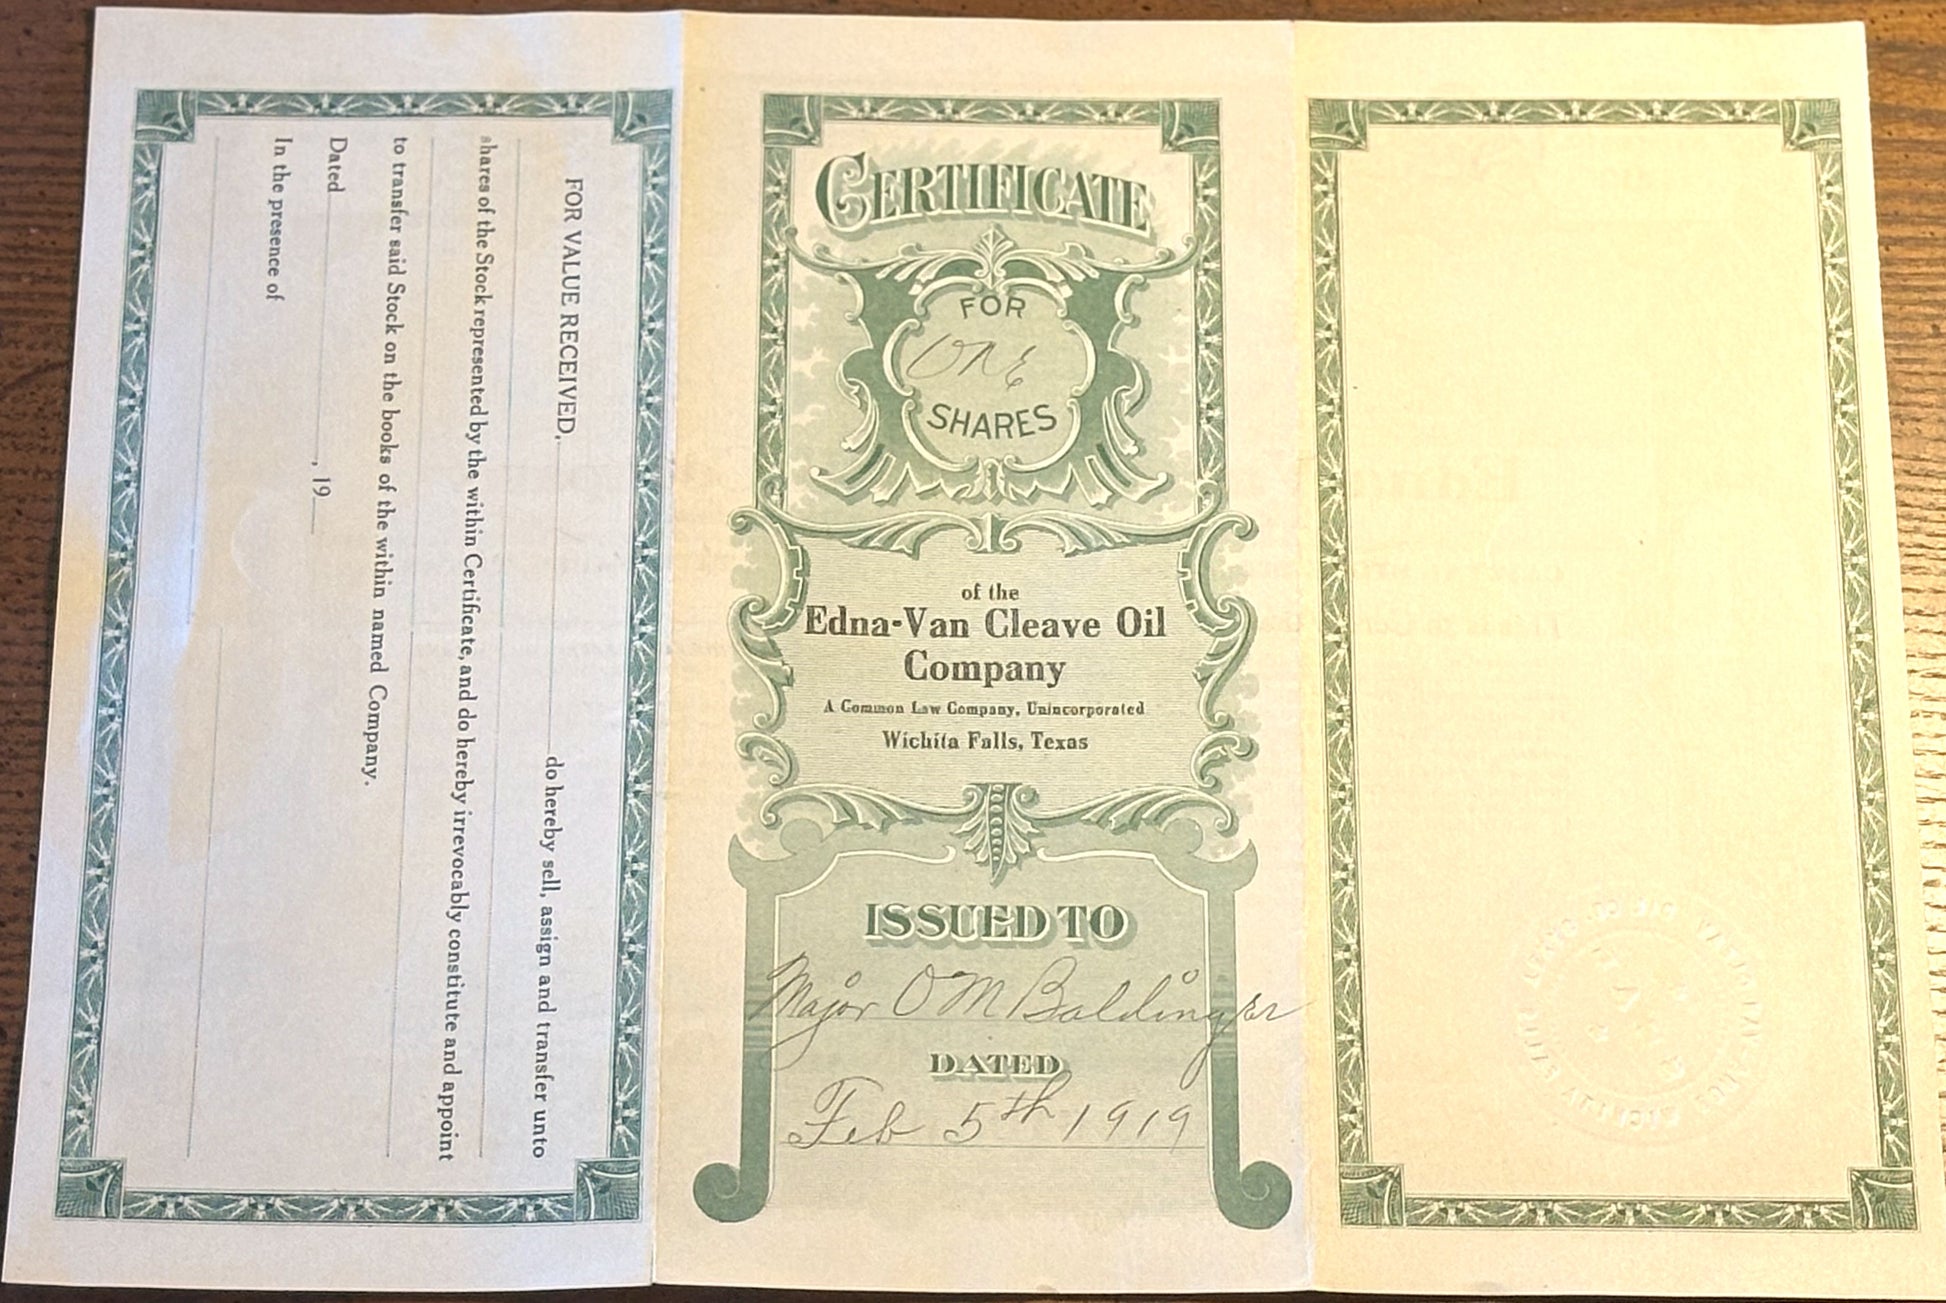 FOR VALUE RECEIVED,
do hereby sell, assign and transfer unto
shares of the Stock represented by the within Certificate, and do hereby irrevocably constitute and appoint
to transfer said Stock on the books of the within named Company.
Dated , 19
In the presence of
CERTIFICATE
FOR
One
SHARES
of the
Edna-Van Cleave Oil
Company
A Common Law Company, Unincorporated
Wichita Falls, Texas
ISSUED TO
Major O M Baldinger
DATED
Feb 5th 1919